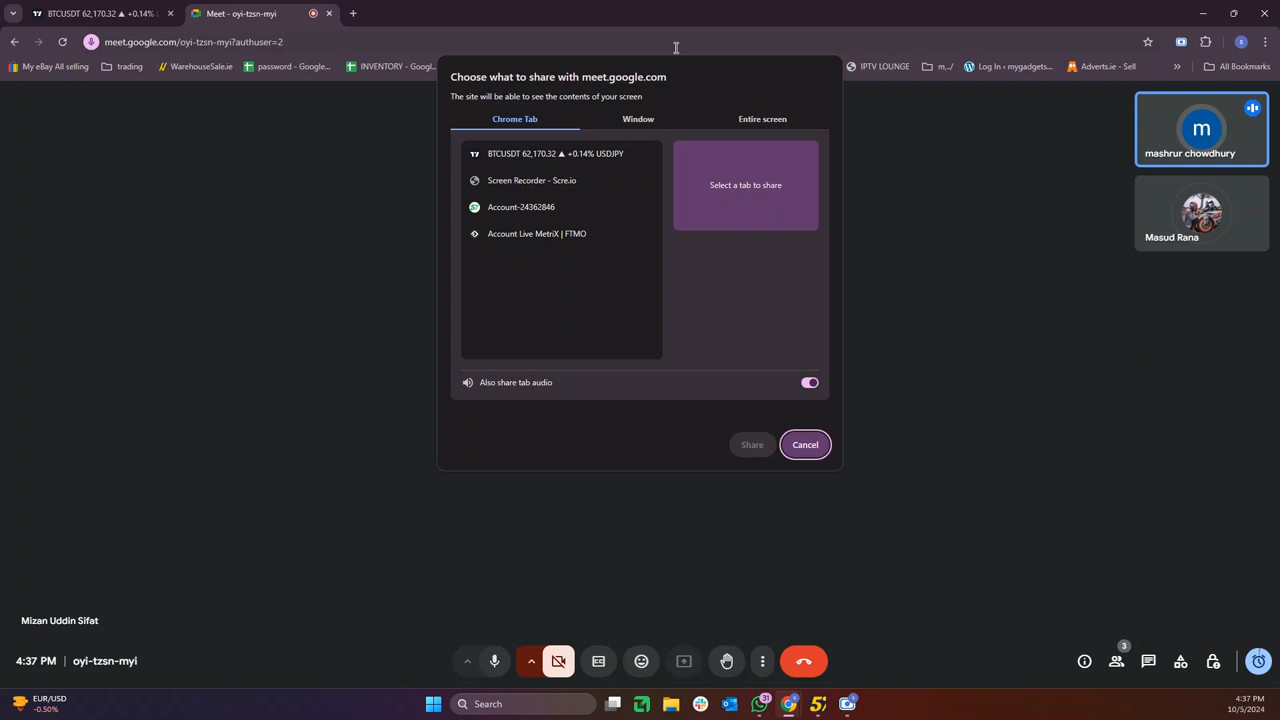 BTCUSDT 62,170.32 ▲ +0.14% U
Meet - oyi-tzsn-myi
meet.google.com/oyi-tzsn-myi?authuser=2
My eBay All selling
trading
WarehouseSale.ie
password - Google...
INVENTORY - Google...
IPTV LOUNGE
m,,/
Log In ‹ mygadgets...
Adverts.ie - Sell
All Bookmarks
Choose what to share with meet.google.com
The site will be able to see the contents of your screen
Chrome Tab
Window
Entire screen
BTCUSDT 62,170.32 ▲ +0.14% USDJPY
Screen Recorder - Scre.io
Account-24362846
Account Live MetriX | FTMO
Select a tab to share
Also share tab audio
Share
Cancel
m
mashrur chowdhury
Masud Rana
Mizan Uddin Sifat
4:37 PM | oyi-tzsn-myi
3
EUR/USD
-0.50%
Search
31
4:37 PM
10/5/2024